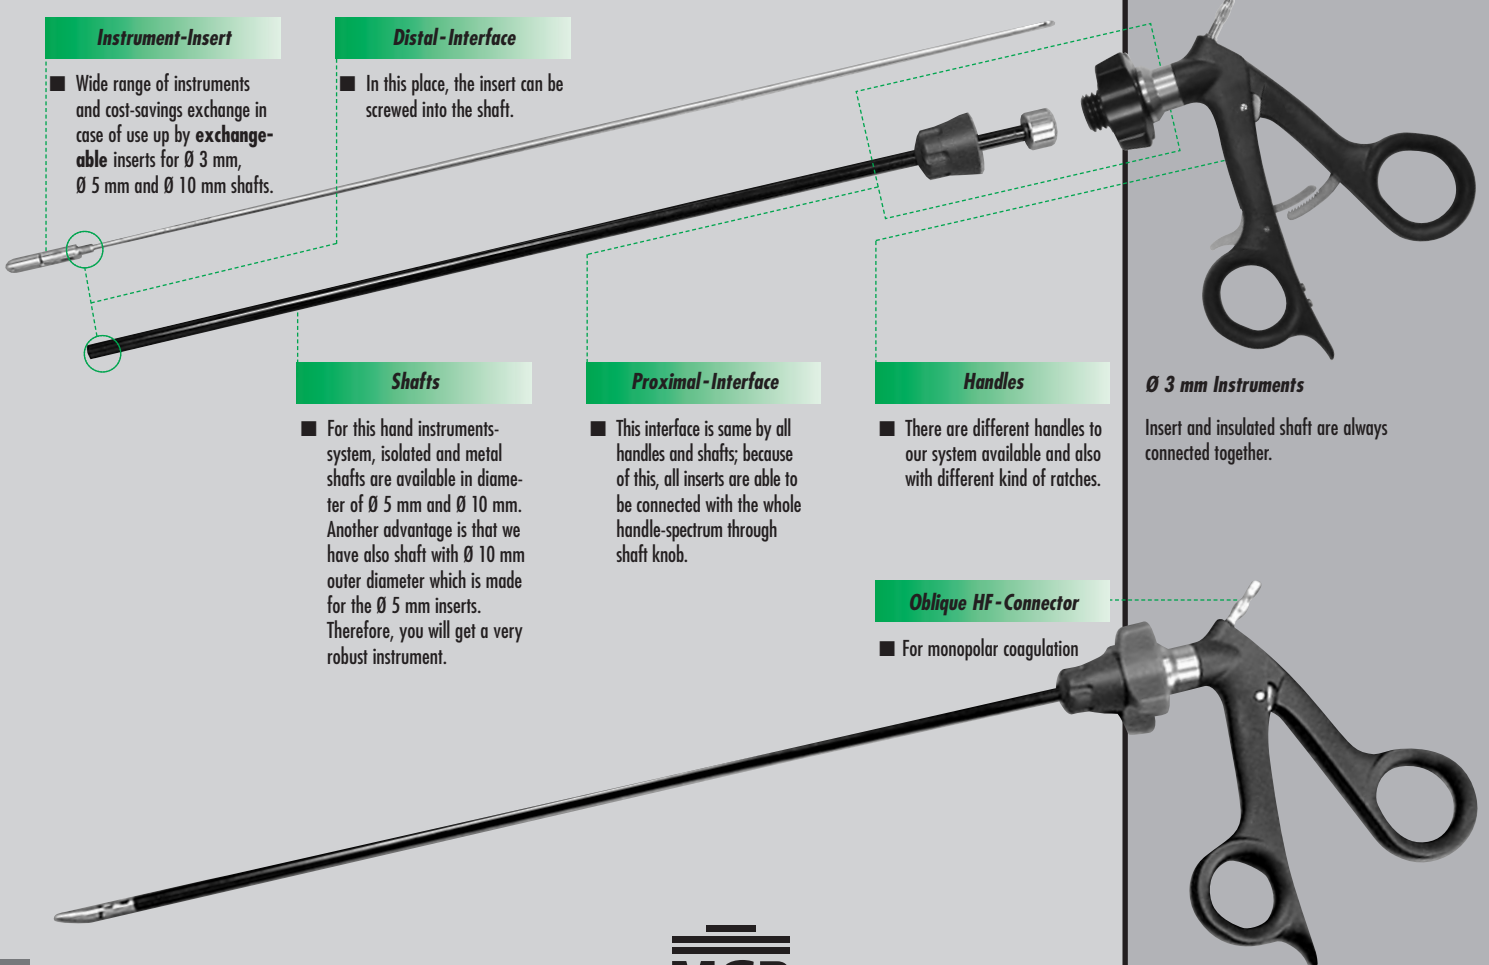 Instrument-Insert
■ Wide range of instruments
and cost-savings exchange in
case of use up by exchange-
able inserts for Ø 3 mm,
Ø 5 mm and Ø 10 mm shafts.
Distal-Interface
■ In this place, the insert can be
screwed into the shaft.
Shafts
■ For this hand instruments-
system, isolated and metal
shafts are available in diame-
ter of Ø 5 mm and Ø 10 mm.
Another advantage is that we
have also shaft with Ø 10 mm
outer diameter which is made
for the Ø 5 mm inserts.
Therefore, you will get a very
robust instrument.
Proximal-Interface
■ This interface is same by all
handles and shafts; because
of this, all inserts are able to
be connected with the whole
handle-spectrum through
shaft knob.
Handles
■ There are different handles to
our system available and also
with different kind of ratches.
Ø 3 mm Instruments
Insert and insulated shaft are always
connected together.
Oblique HF-Connector
■ For monopolar coagulation